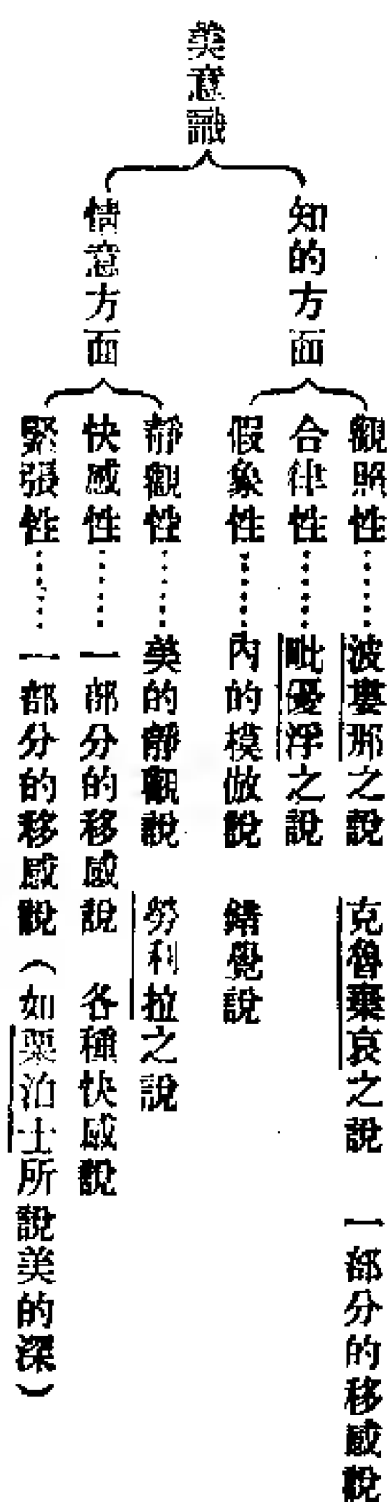 美意識
知的方面
觀照性……波婁那之說 克魯棄哀之說 一部分的移感說
合律性……毗優浮之說
假象性……內的模倣說 錯覺說
情意方面
靜觀性……美的靜觀說 勞利拉之說
快感性……一部分的移感說 各種快感說
緊張性……一部分的移感說（如栗泊士所說美的深）